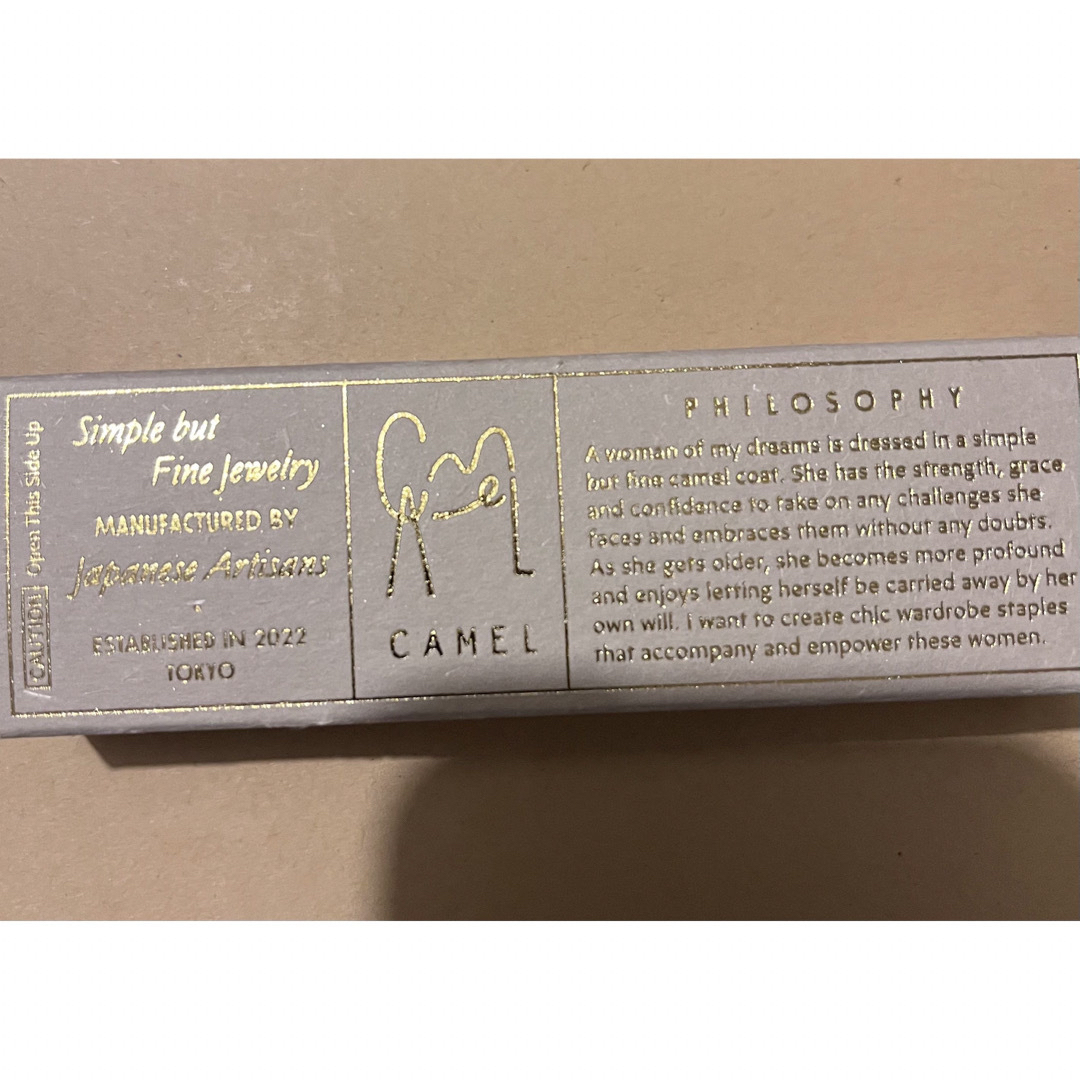 CAUTION Open This Side Up
Simple but
Fine Jewelry
MANUFACTURED BY
Japanese Artisans
ESTABLISHED IN 2022
TOKYO
CAMEL
CAMEL
PHILOSOPHY
A woman of my dreams is dressed in a simple
but fine camel coat. She has the strength, grace
and confidence to take on any challenges she
faces and embraces them without any doubts.
As she gets older, she becomes more profound
and enjoys letting herself be carried away by her
own will. I want to create chic wardrobe staples
that accompany and empower these women.